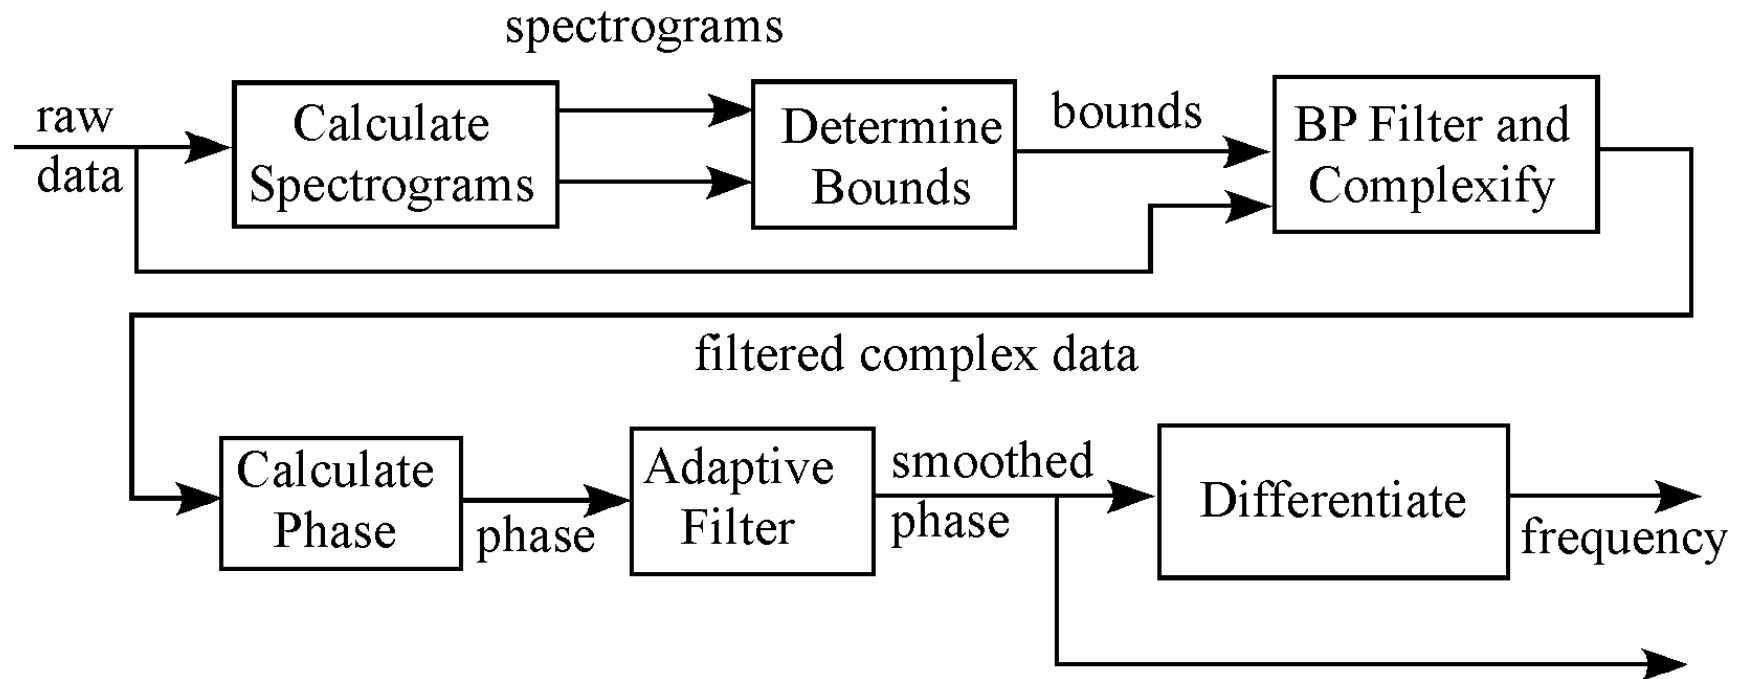 spectrograms
raw
data
Calculate
Spectrograms
Determine
Bounds
bounds
BP Filter and
Complexify
filtered complex data
Calculate
Phase
phase
Adaptive
Filter
smoothed
phase
Differentiate
frequency